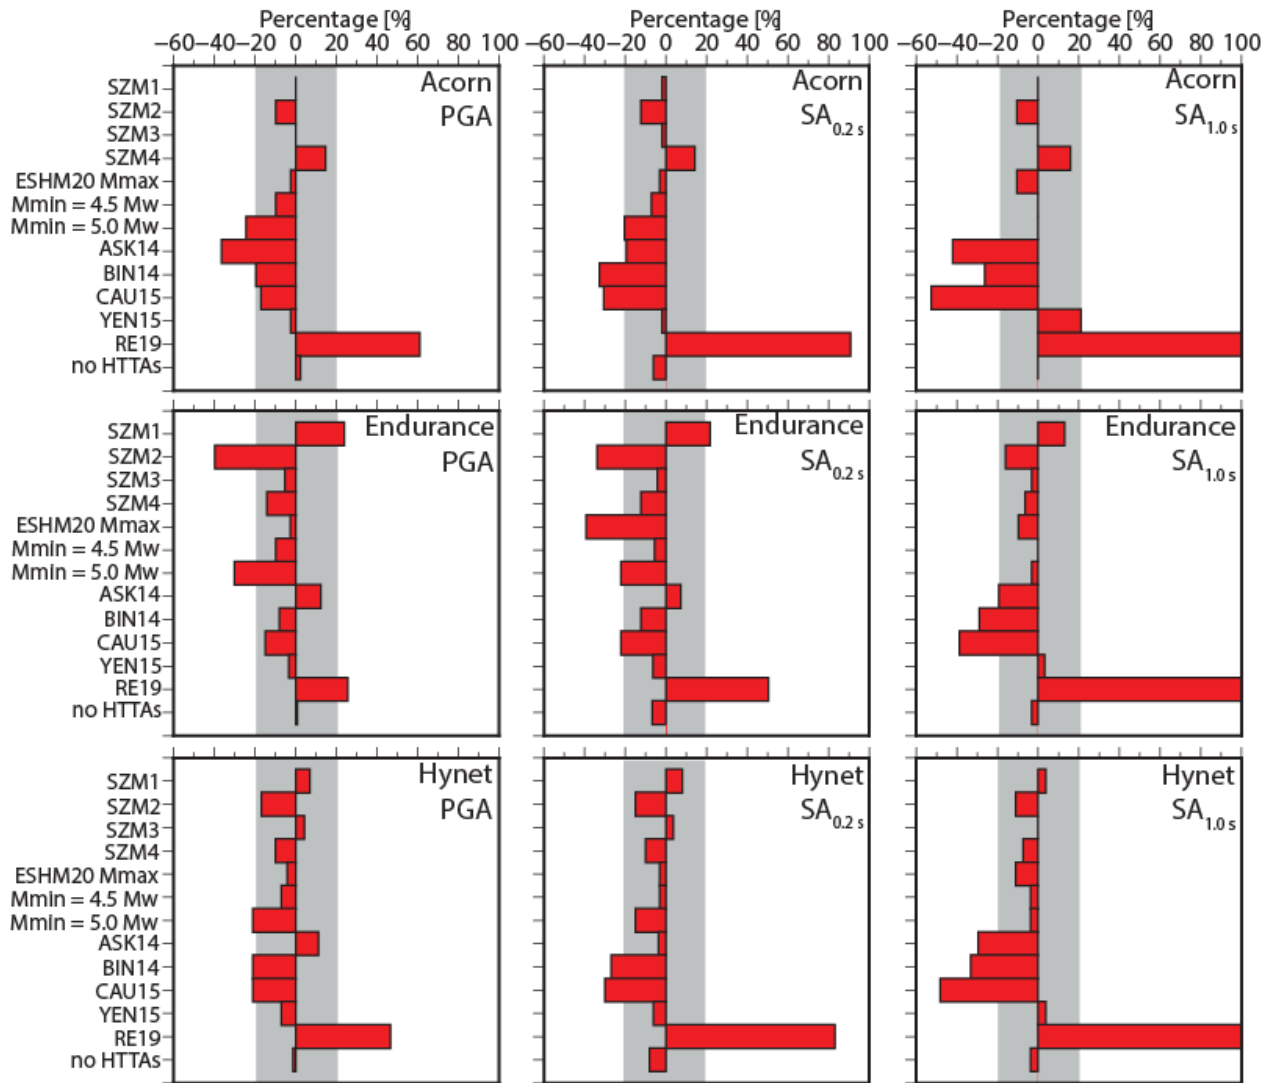 Percentage [%] Percentage [%] Percentage [%]
−60−40−20 0 20 40 60 80 100 −60−40−20 0 20 40 60 80 100 −60−40−20 0 20 40 60 80 100
SZM1 Acorn Acorn Acorn
SZM2 PGA SA0.2 s SA1.0 s
SZM3
SZM4
ESHM20 Mmax
Mmin = 4.5 Mw
Mmin = 5.0 Mw
ASK14
BIN14
CAU15
YEN15
RE19
no HTTAs
SZM1 Endurance Endurance Endurance
SZM2 PGA SA0.2 s SA1.0 s
SZM3
SZM4
ESHM20 Mmax
Mmin = 4.5 Mw
Mmin = 5.0 Mw
ASK14
BIN14
CAU15
YEN15
RE19
no HTTAs
SZM1 Hynet Hynet Hynet
SZM2 PGA SA0.2 s SA1.0 s
SZM3
SZM4
ESHM20 Mmax
Mmin = 4.5 Mw
Mmin = 5.0 Mw
ASK14
BIN14
CAU15
YEN15
RE19
no HTTAs